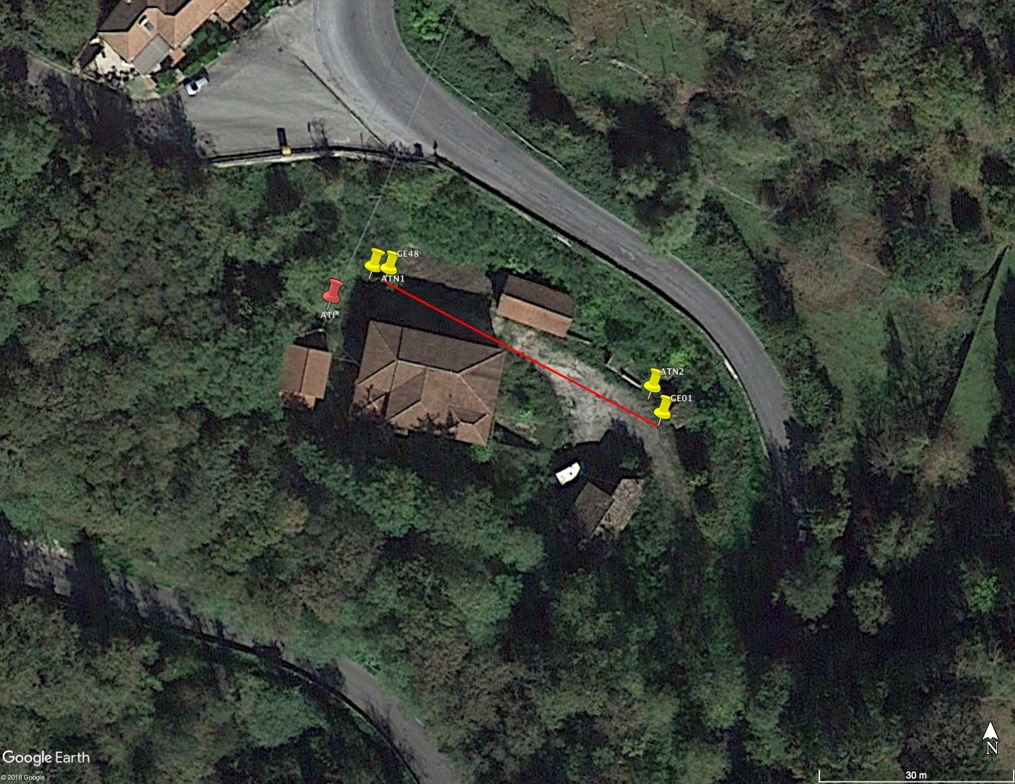 GE48
ATN1
ATI*
ATN2
GE01
N
Google Earth
© 2018 Google
30 m